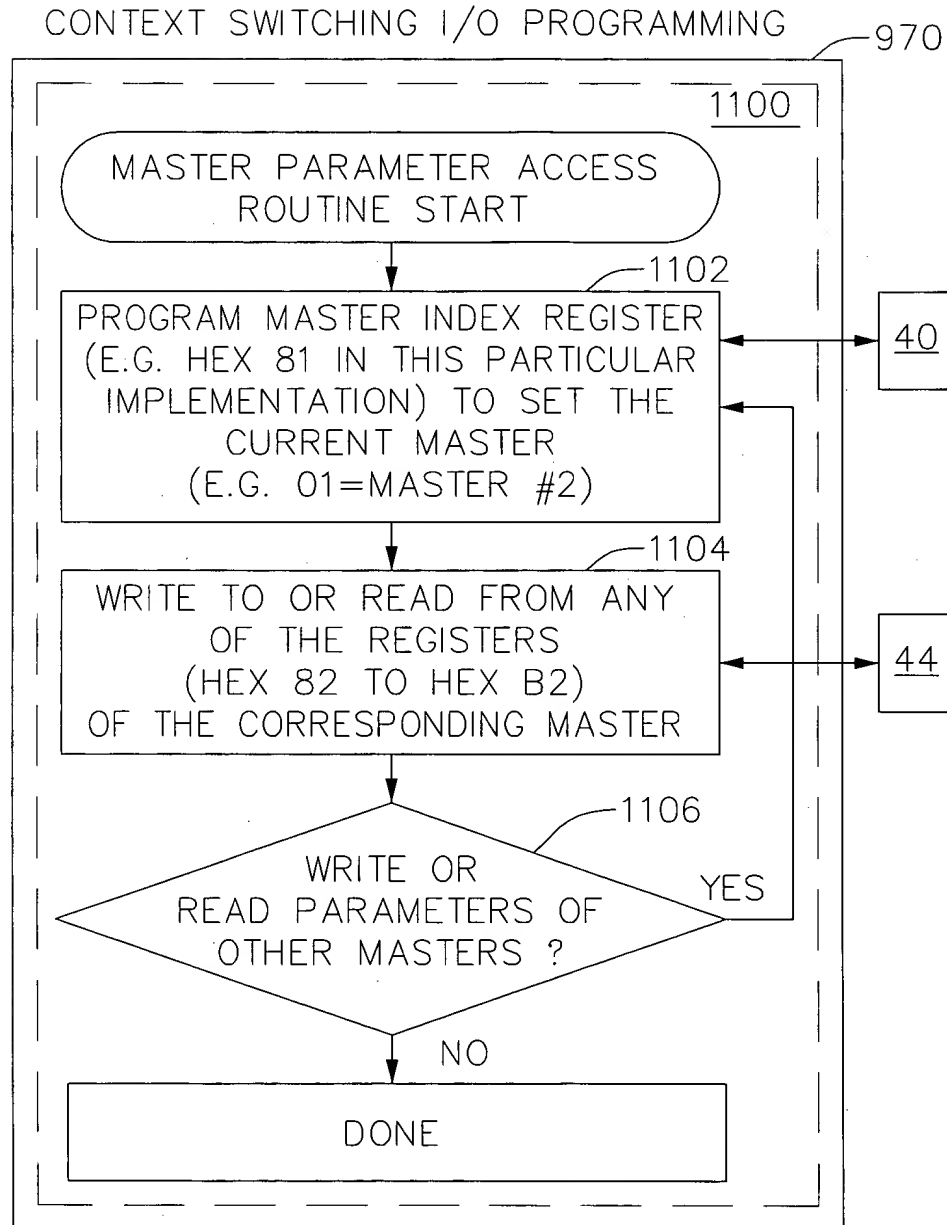 CONTEXT SWITCHING I/O PROGRAMMING
970
1100
MASTER PARAMETER ACCESS
ROUTINE START
1102
PROGRAM MASTER INDEX REGISTER
(E.G. HEX 81 IN THIS PARTICULAR
IMPLEMENTATION) TO SET THE
CURRENT MASTER
(E.G. 01=MASTER #2)
40
1104
WRITE TO OR READ FROM ANY
OF THE REGISTERS
(HEX 82 TO HEX B2)
OF THE CORRESPONDING MASTER
44
1106
WRITE OR
READ PARAMETERS OF
OTHER MASTERS ?
YES
NO
DONE